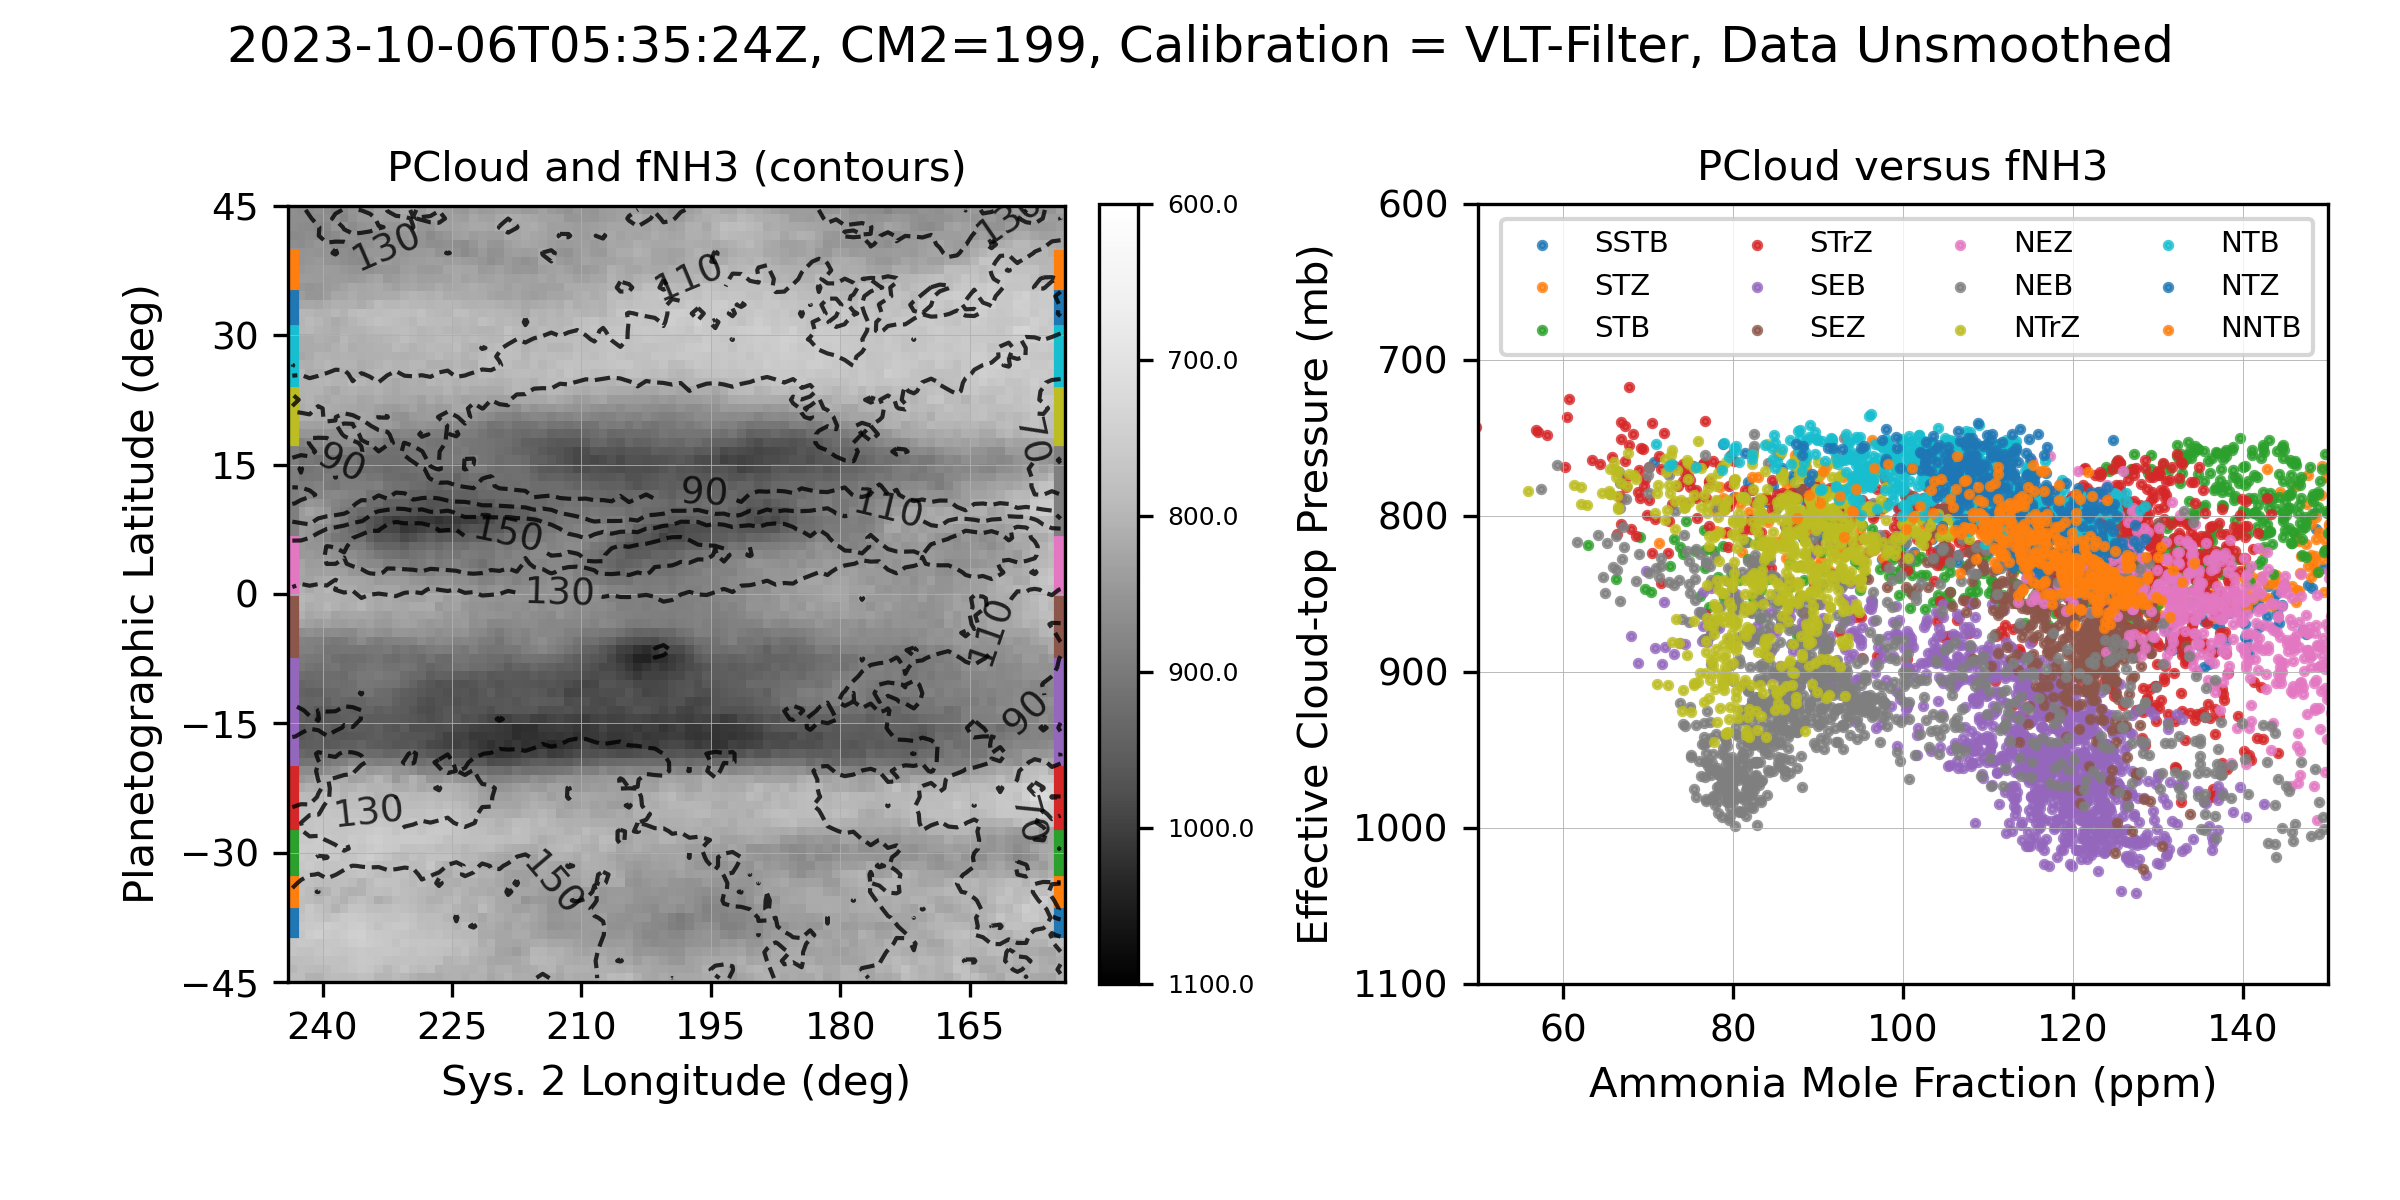 2023-10-06T05:35:24Z, CM2=199, Calibration = VLT-Filter, Data Unsmoothed
PCloud and fNH3 (contours)
Planetographic Latitude (deg)
45
30
15
0
−15
−30
−45
240 225 210 195 180 165
Sys. 2 Longitude (deg)
130
130
110
90
70
90
110
150
130
110
90
130
70
150
600.0
700.0
800.0
900.0
1000.0
1100.0
PCloud versus fNH3
Effective Cloud-top Pressure (mb)
600
700
800
900
1000
1100
SSTB STrZ NEZ NTB
STZ SEB NEB NTZ
STB SEZ NTrZ NNTB
60 80 100 120 140
Ammonia Mole Fraction (ppm)